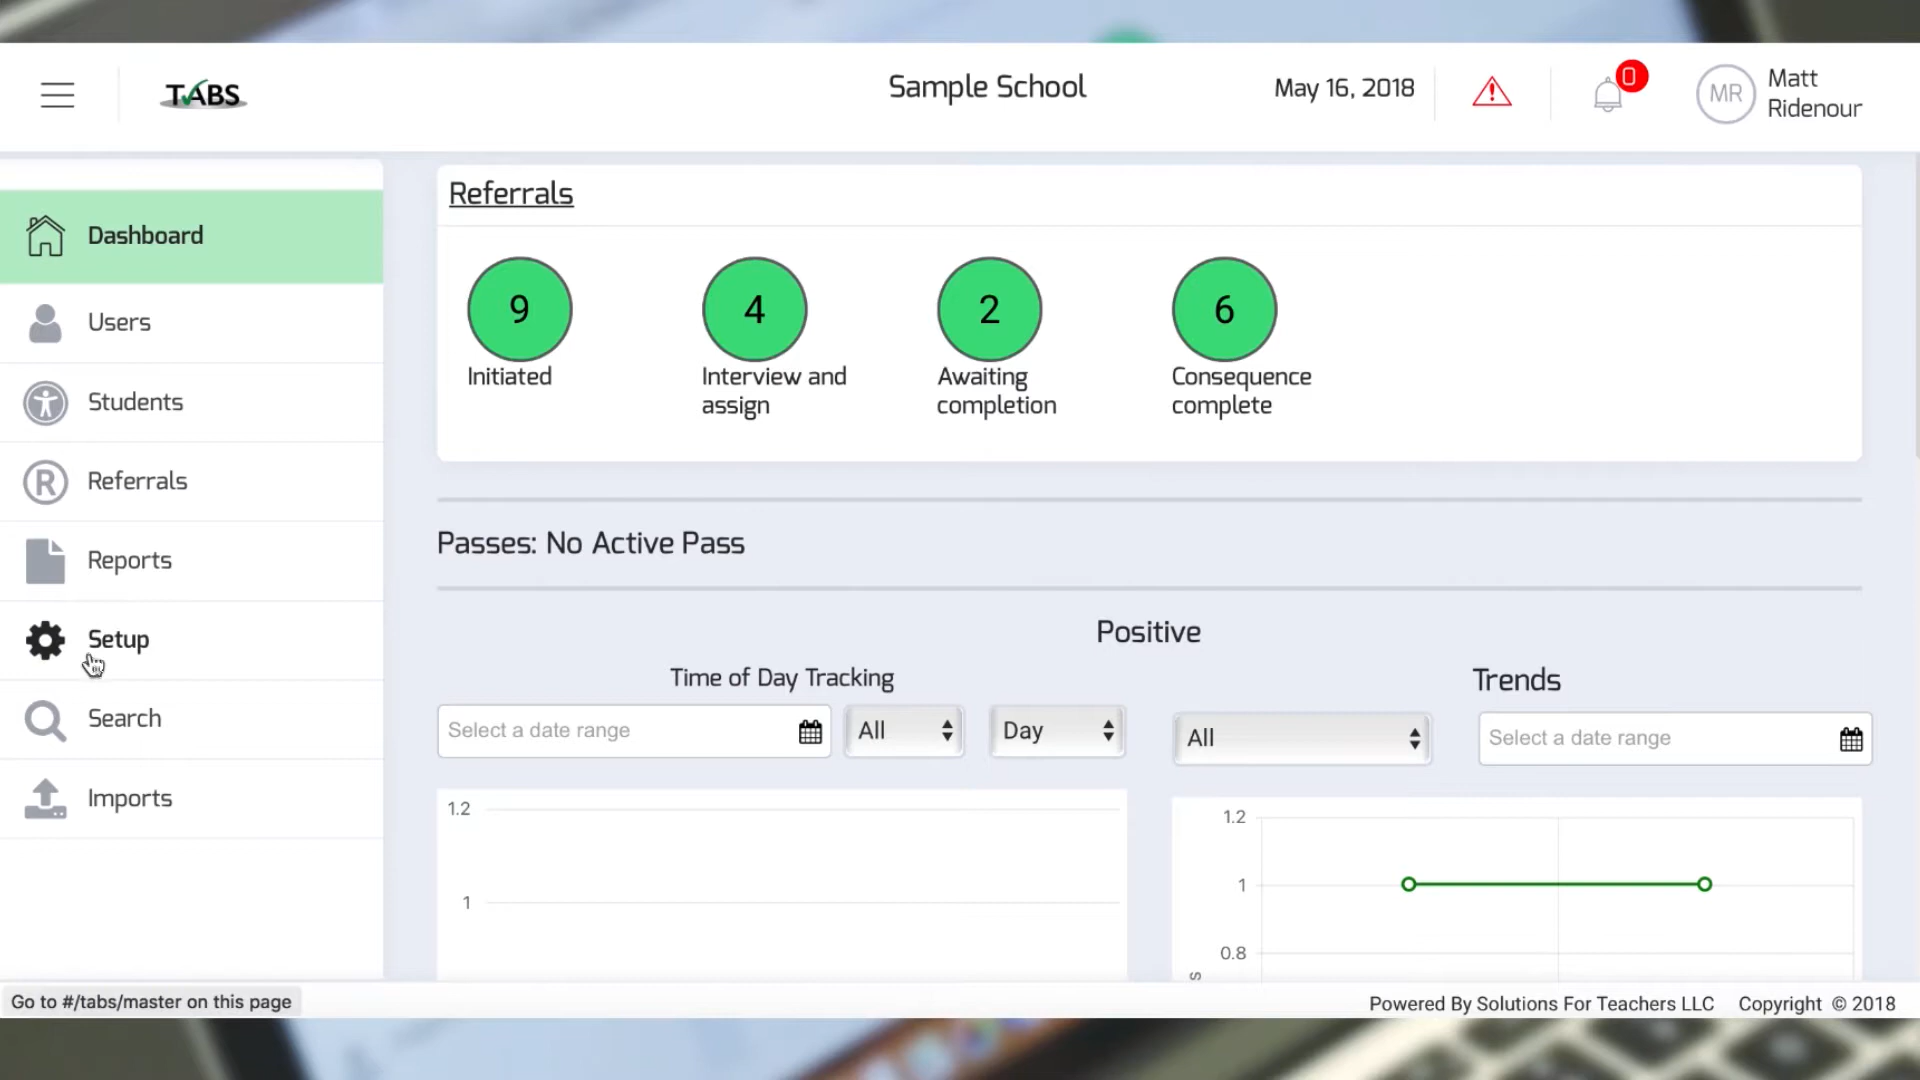 TABS
Sample School
May 16, 2018
0
MR
Matt
Ridenour
Dashboard
Users
Students
Referrals
Reports
Setup
Search
Imports
Referrals
9
Initiated
4
Interview and
assign
2
Awaiting
completion
6
Consequence
complete
Passes: No Active Pass
Positive
Time of Day Tracking
Select a date range
All
Day
Trends
All
Select a date range
1.2
1
1.2
1
0.8
s
Go to #/tabs/master on this page
Powered By Solutions For Teachers LLC Copyright © 2018